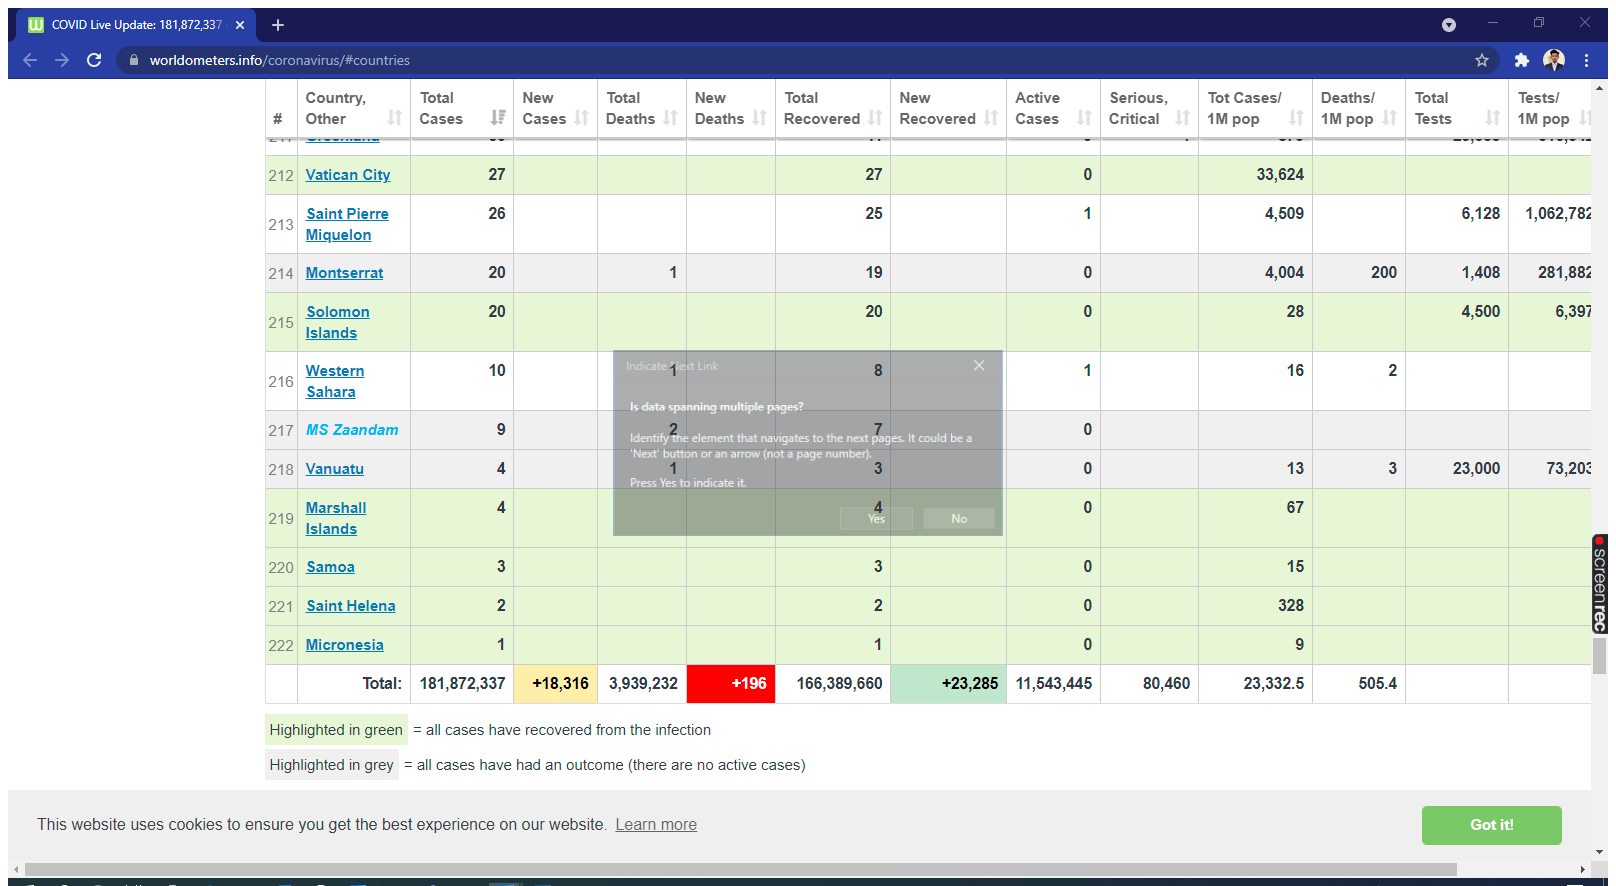 COVID Live Update: 181,872,337
worldometers.info/coronavirus/#countries
# Country, Other Total Cases New Cases Total Deaths New Deaths Total Recovered New Recovered Active Cases Serious, Critical Tot Cases/ 1M pop Deaths/ 1M pop Total Tests Tests/ 1M pop
212 Vatican City 27 27 0 33,624
213 Saint Pierre Miquelon 26 25 1 4,509 6,128 1,062,782
214 Montserrat 20 1 19 0 4,004 200 1,408 281,882
215 Solomon Islands 20 20 0 28 4,500 6,397
216 Western Sahara 10 1 8 1 16 2
217 MS Zaandam 9 2 7 0
218 Vanuatu 4 1 3 0 13 3 23,000 73,203
219 Marshall Islands 4 4 0 67
220 Samoa 3 3 0 15
221 Saint Helena 2 2 0 328
222 Micronesia 1 1 0 9
Total: 181,872,337 +18,316 3,939,232 +196 166,389,660 +23,285 11,543,445 80,460 23,332.5 505.4
Indicate Next Link
Is data spanning multiple pages?
Identify the element that navigates to the next pages. It could be a
'Next' button or an arrow (not a page number).
Press Yes to indicate it.
Yes No
Highlighted in green = all cases have recovered from the infection
Highlighted in grey = all cases have had an outcome (there are no active cases)
This website uses cookies to ensure you get the best experience on our website. Learn more
Got it!
screenrec